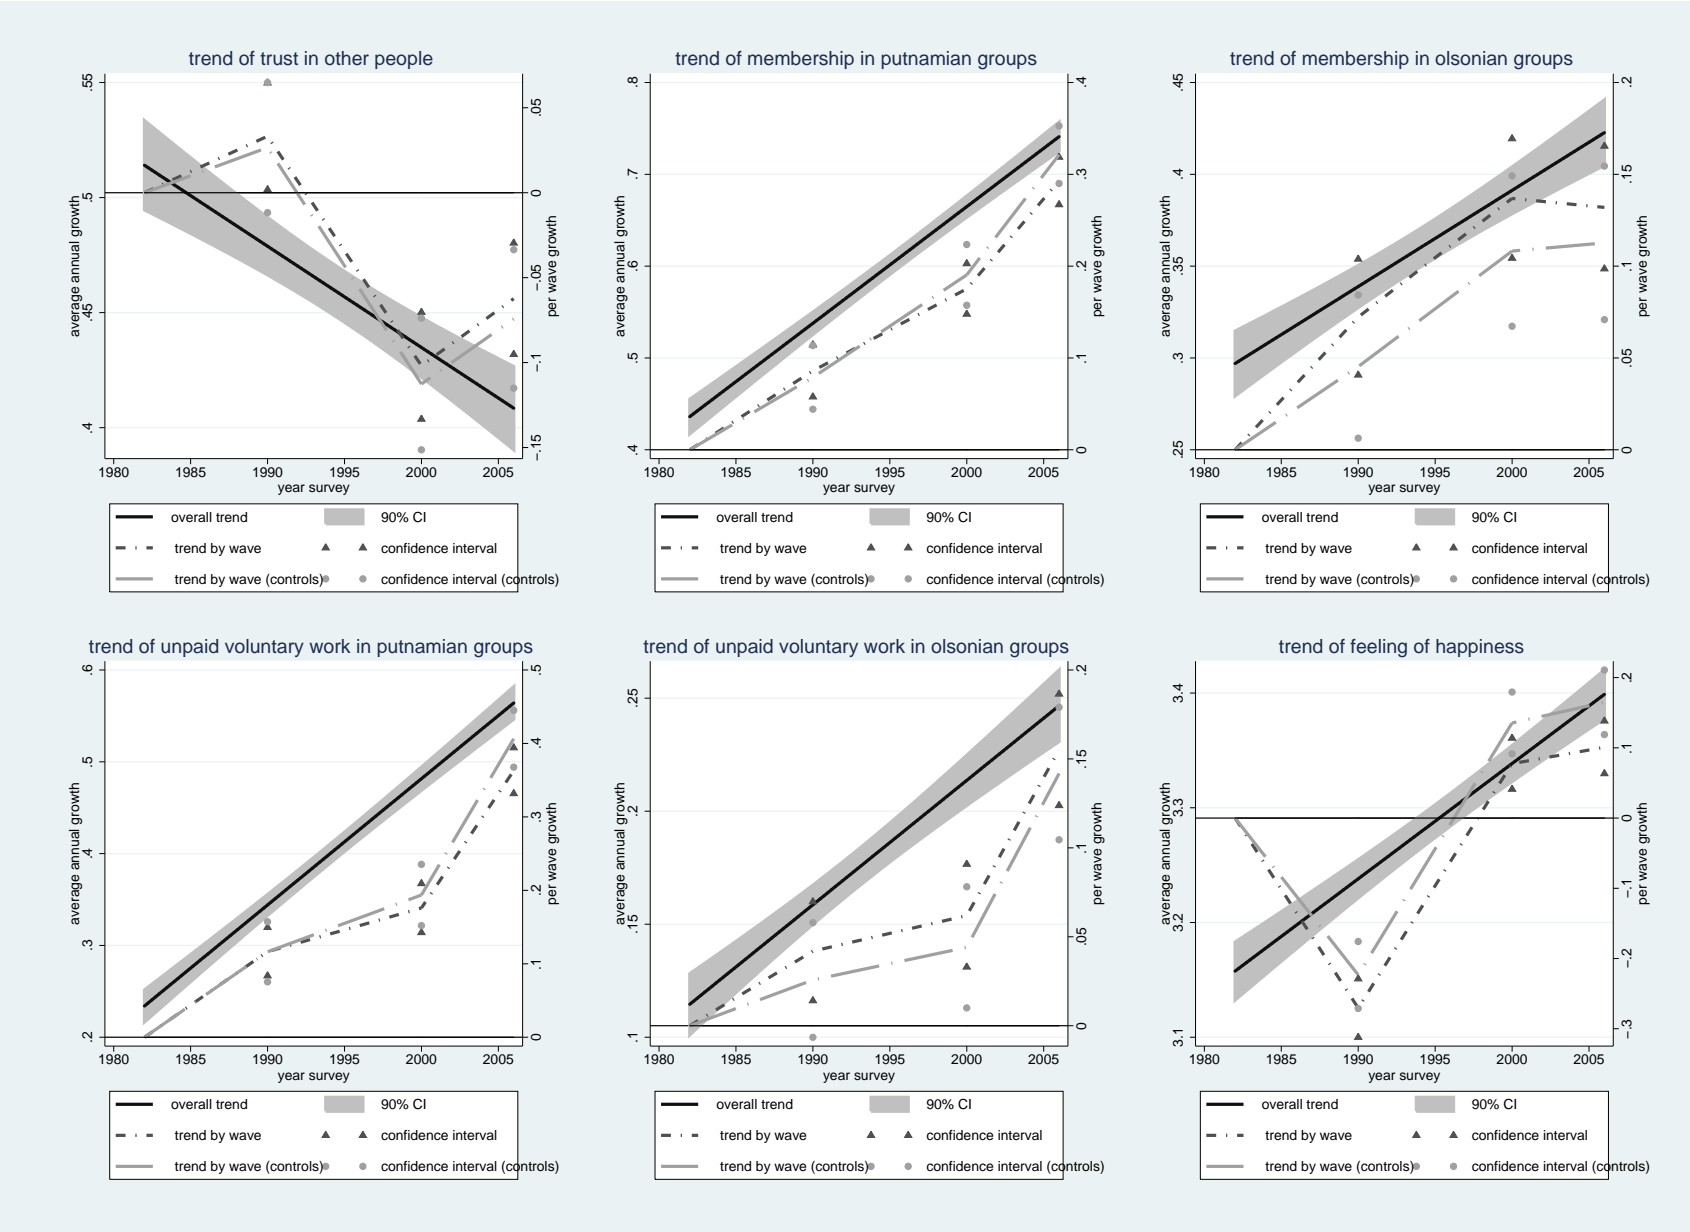 trend of trust in other people
.55
.5
.45
.4
average annual growth
.05
0
-.05
-.1
-.15
per wave growth
1980 1985 1990 1995 2000 2005
year survey
overall trend 90% CI
trend by wave confidence interval
trend by wave (controls) confidence interval (controls)
trend of membership in putnamian groups
.8
.7
.6
.5
.4
average annual growth
.4
.3
.2
.1
0
per wave growth
1980 1985 1990 1995 2000 2005
year survey
overall trend 90% CI
trend by wave confidence interval
trend by wave (controls) confidence interval (controls)
trend of membership in olsonian groups
.45
.4
.35
.3
.25
average annual growth
.2
.15
.1
.05
0
per wave growth
1980 1985 1990 1995 2000 2005
year survey
overall trend 90% CI
trend by wave confidence interval
trend by wave (controls) confidence interval (controls)
trend of unpaid voluntary work in putnamian groups
.6
.5
.4
.3
.2
average annual growth
.5
.4
.3
.2
.1
0
per wave growth
1980 1985 1990 1995 2000 2005
year survey
overall trend 90% CI
trend by wave confidence interval
trend by wave (controls) confidence interval (controls)
trend of unpaid voluntary work in olsonian groups
.25
.2
.15
.1
average annual growth
.2
.15
.1
.05
0
per wave growth
1980 1985 1990 1995 2000 2005
year survey
overall trend 90% CI
trend by wave confidence interval
trend by wave (controls) confidence interval (controls)
trend of feeling of happiness
3.4
3.3
3.2
3.1
average annual growth
.2
.1
0
-.1
-.2
-.3
per wave growth
1980 1985 1990 1995 2000 2005
year survey
overall trend 90% CI
trend by wave confidence interval
trend by wave (controls) confidence interval (controls)